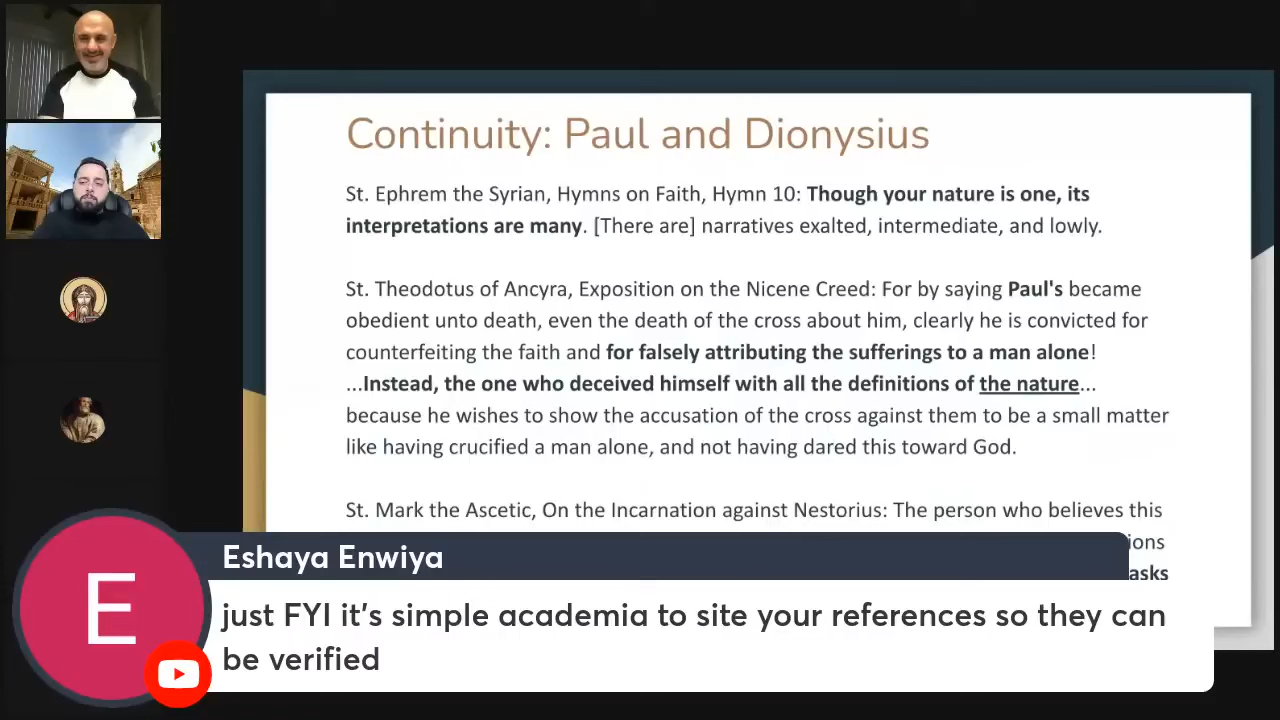 Continuity: Paul and Dionysius
St. Ephrem the Syrian, Hymns on Faith, Hymn 10: Though your nature is one, its
interpretations are many. [There are] narratives exalted, intermediate, and lowly.
St. Theodotus of Ancyra, Exposition on the Nicene Creed: For by saying Paul's became
obedient unto death, even the death of the cross about him, clearly he is convicted for
counterfeiting the faith and for falsely attributing the sufferings to a man alone!
...Instead, the one who deceived himself with all the definitions of the nature...
because he wishes to show the accusation of the cross against them to be a small matter
like having crucified a man alone, and not having dared this toward God.
St. Mark the Ascetic, On the Incarnation against Nestorius: The person who believes this
asks
E
Eshaya Enwiya
just FYI it's simple academia to site your references so they can
be verified